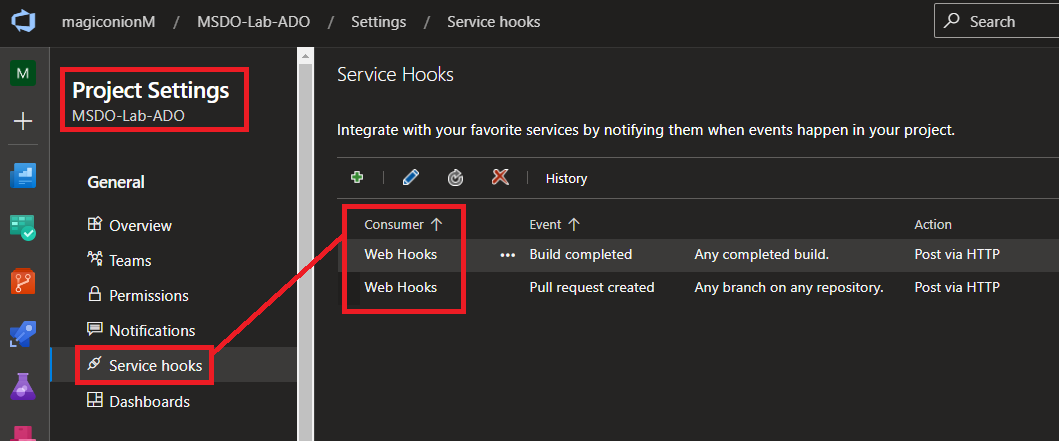 magiconionM / MSDO-Lab-ADO / Settings / Service hooks
Search
M
Project Settings
MSDO-Lab-ADO
General
Overview
Teams
Permissions
Notifications
Service hooks
Dashboards
Service Hooks
Integrate with your favorite services by notifying them when events happen in your project.
History
Consumer ↑ Event ↑ Action
Web Hooks ... Build completed Any completed build. Post via HTTP
Web Hooks Pull request created Any branch on any repository. Post via HTTP